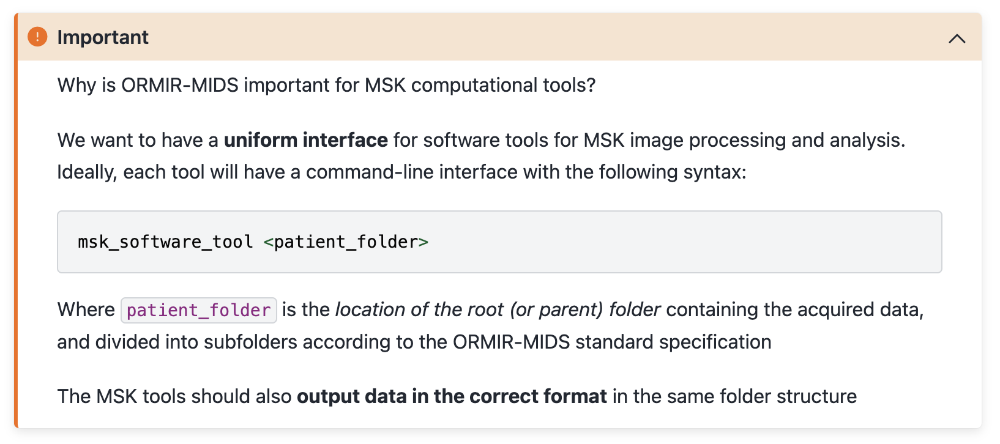 Important
Why is ORMIR-MIDS important for MSK computational tools?
We want to have a uniform interface for software tools for MSK image processing and analysis.
Ideally, each tool will have a command-line interface with the following syntax:
msk_software_tool <patient_folder>
Where patient_folder is the location of the root (or parent) folder containing the acquired data,
and divided into subfolders according to the ORMIR-MIDS standard specification
The MSK tools should also output data in the correct format in the same folder structure